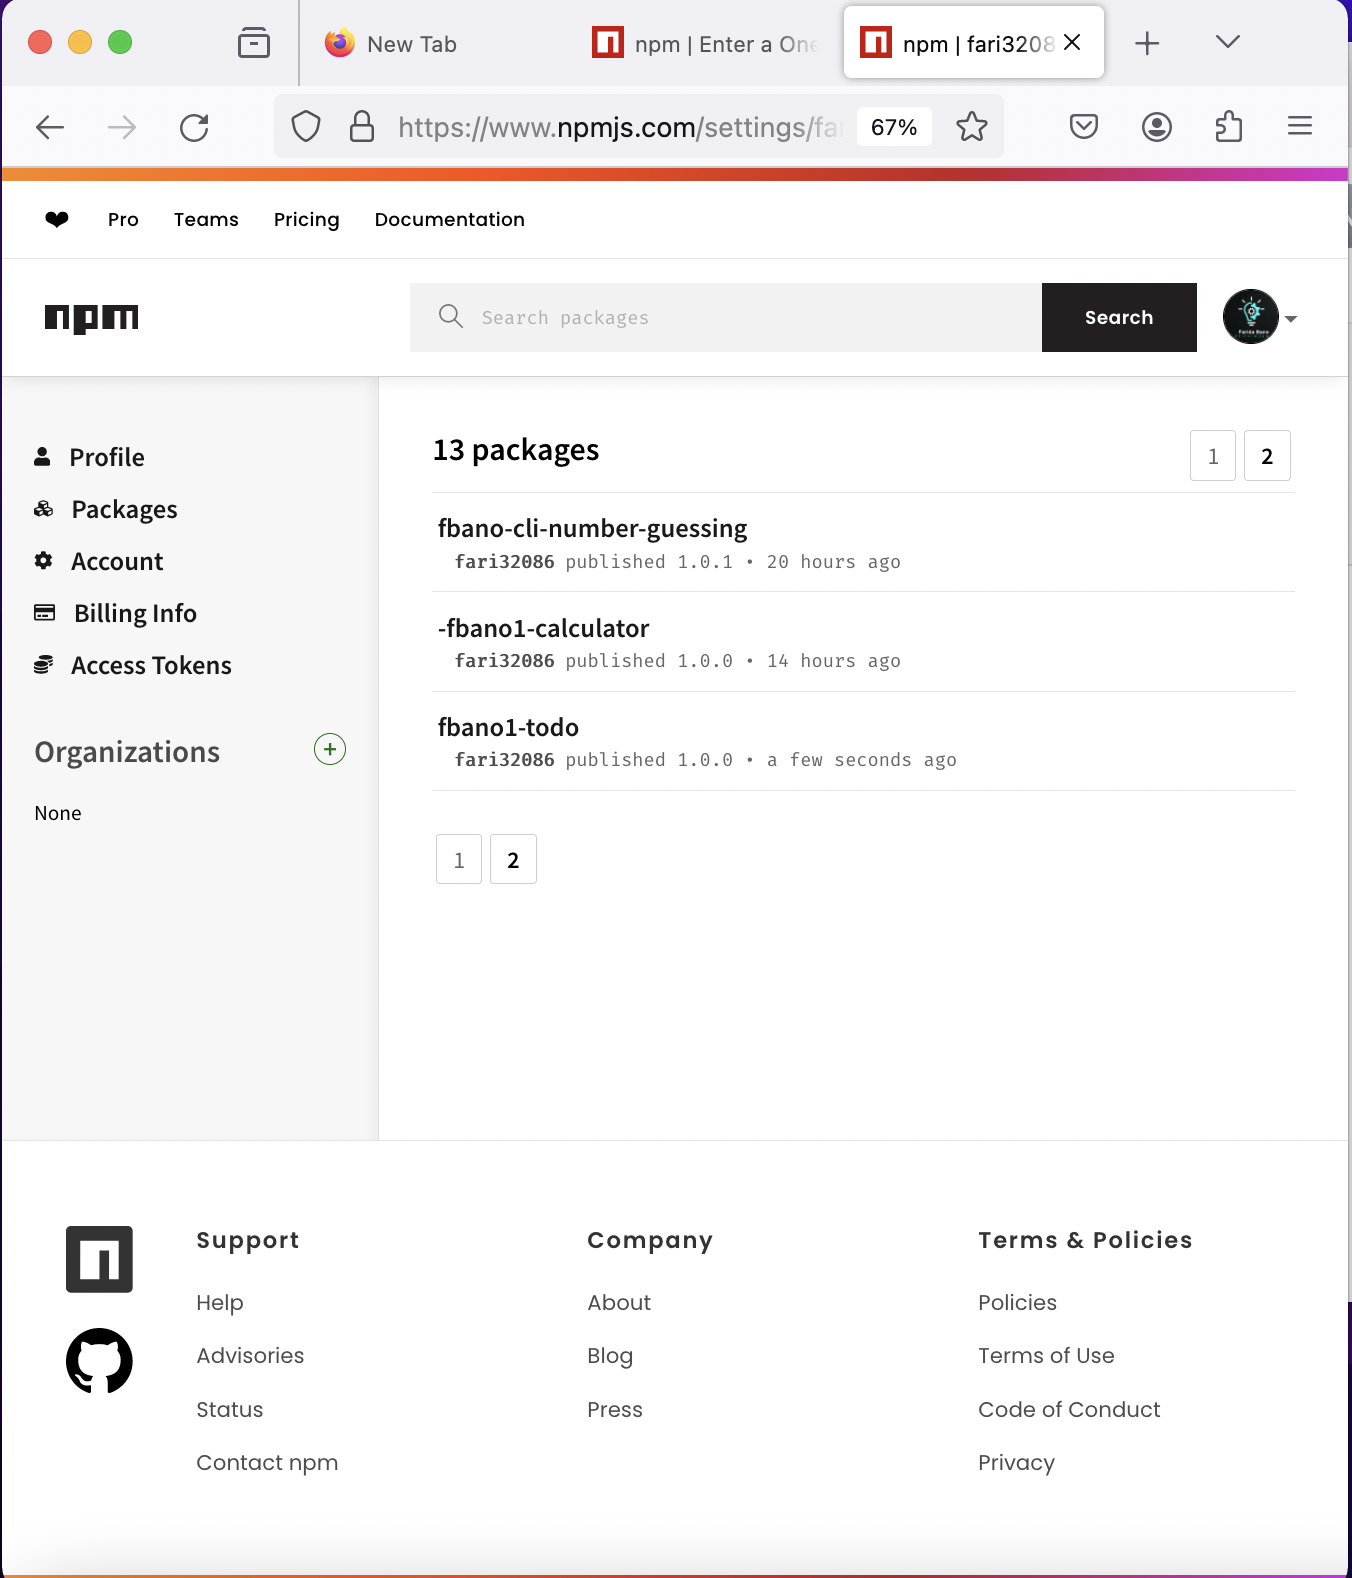 New Tab
npm | Enter a One
npm | fari3208
https://www.npmjs.com/settings/fa
67%
Pro Teams Pricing Documentation
npm
Search packages
Search
Profile
Packages
Account
Billing Info
Access Tokens
Organizations
None
13 packages
1 2
fbano-cli-number-guessing
fari32086 published 1.0.1 • 20 hours ago
-fbano1-calculator
fari32086 published 1.0.0 • 14 hours ago
fbano1-todo
fari32086 published 1.0.0 • a few seconds ago
1 2
Support
Help
Advisories
Status
Contact npm
Company
About
Blog
Press
Terms & Policies
Policies
Terms of Use
Code of Conduct
Privacy